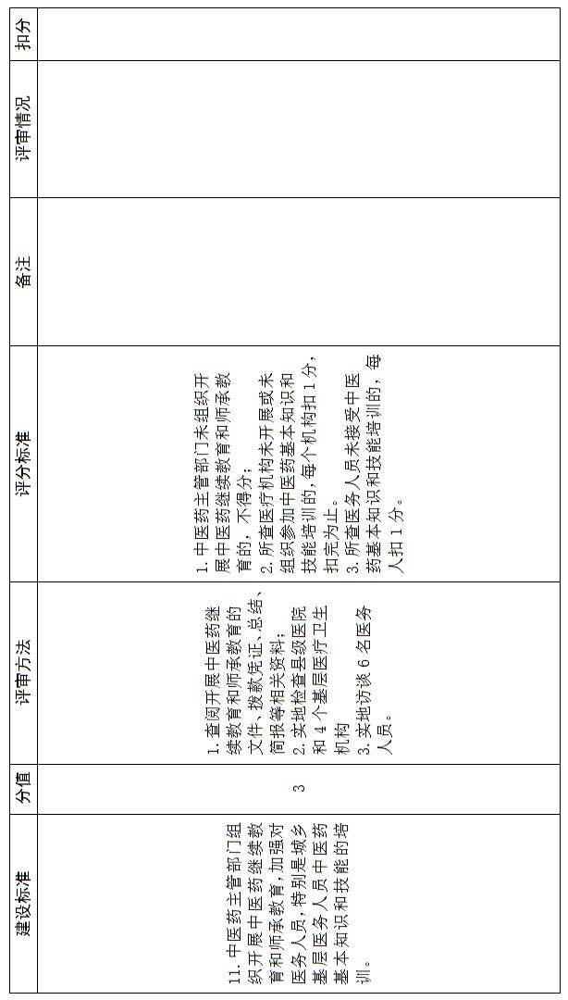 建设标准
分值
评审方法
评分标准
备注
评审情况
扣分
11.中医药主管部门组
织开展中医药继续教
育和师承教育,加强对
医务人员,特别是城乡
基层医务人员中医药
基本知识和技能的培
训。
3
1.查阅开展中医药继
续教育和师承教育的
文件、拨款凭证、总结、
简报等相关资料;
2.实地检查县级医院
和4个基层医疗卫生
机构
3.实地访谈6名医务
人员。
1.中医药主管部门未组织开
展中医药继续教育和师承教
育的，不得分;
2.所查医疗机构未开展或未
组织参加中医药基本知识和
技能培训的,每个机构扣1分,
扣完为止。
3.所查医务人员未接受中医
药基本知识和技能培训的，每
人扣1分。